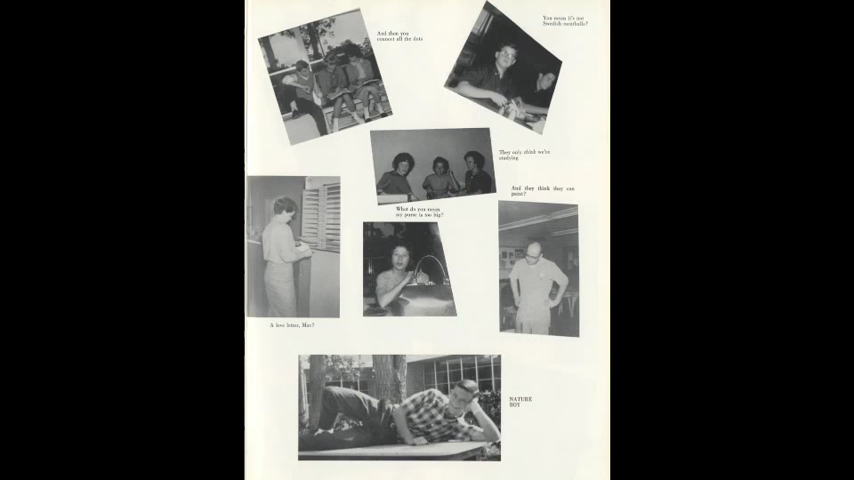 And then you
connect all the dots
You mean it's not
Swedish meatballs?
They only think we're
studying
And they think they can
paint?
What do you mean
my purse is too big?
A love letter, Mac?
NATURE
BOY